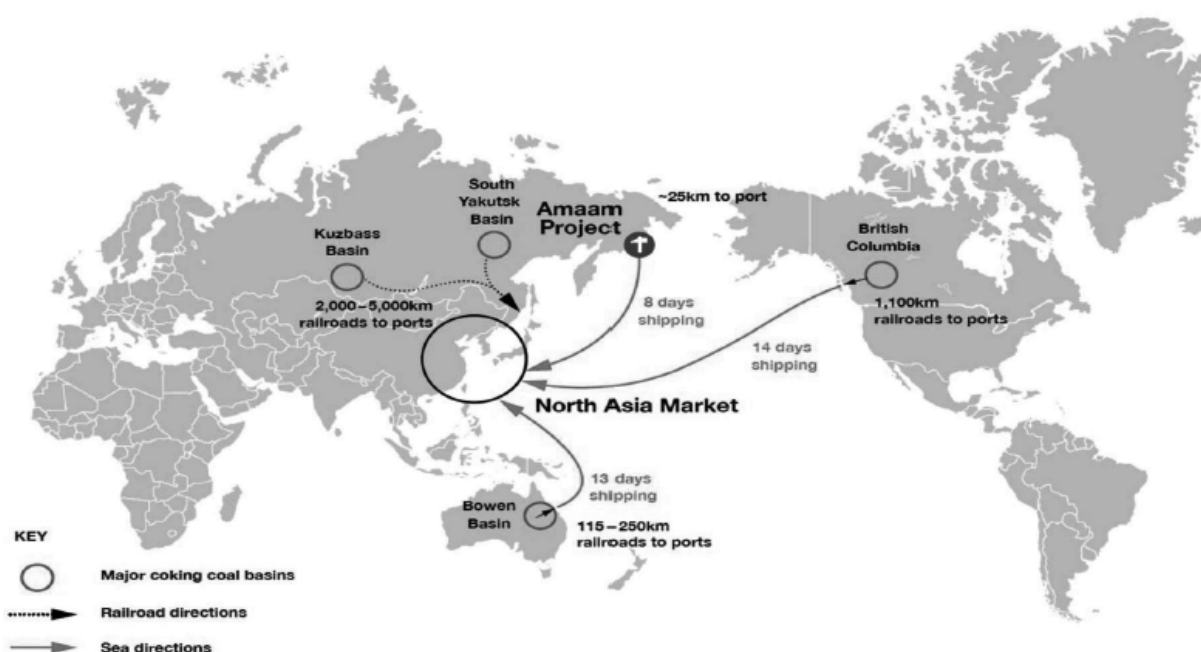 South
Yakutsk
Basin
Amaam
Project
~25km to port
Kuzbass
Basin
British
Columbia
2,000–5,000km
railroads to ports
8 days
shipping
1,100km
railroads to ports
14 days
shipping
North Asia Market
13 days
shipping
Bowen
Basin
115–250km
railroads to ports
KEY
Major coking coal basins
Railroad directions
Sea directions